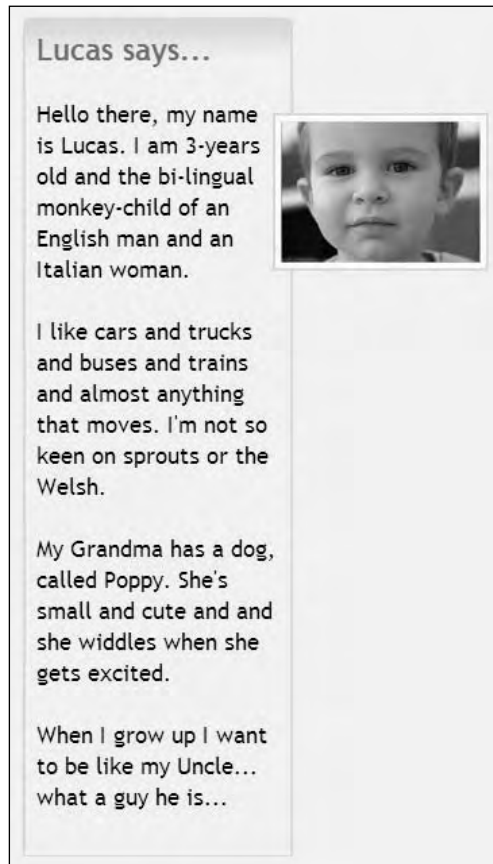 Lucas says...
Hello there, my name
is Lucas. I am 3-years
old and the bi-lingual
monkey-child of an
English man and an
Italian woman.
I like cars and trucks
and buses and trains
and almost anything
that moves. I'm not so
keen on sprouts or the
Welsh.
My Grandma has a dog,
called Poppy. She's
small and cute and and
she widdles when she
gets excited.
When I grow up I want
to be like my Uncle...
what a guy he is...